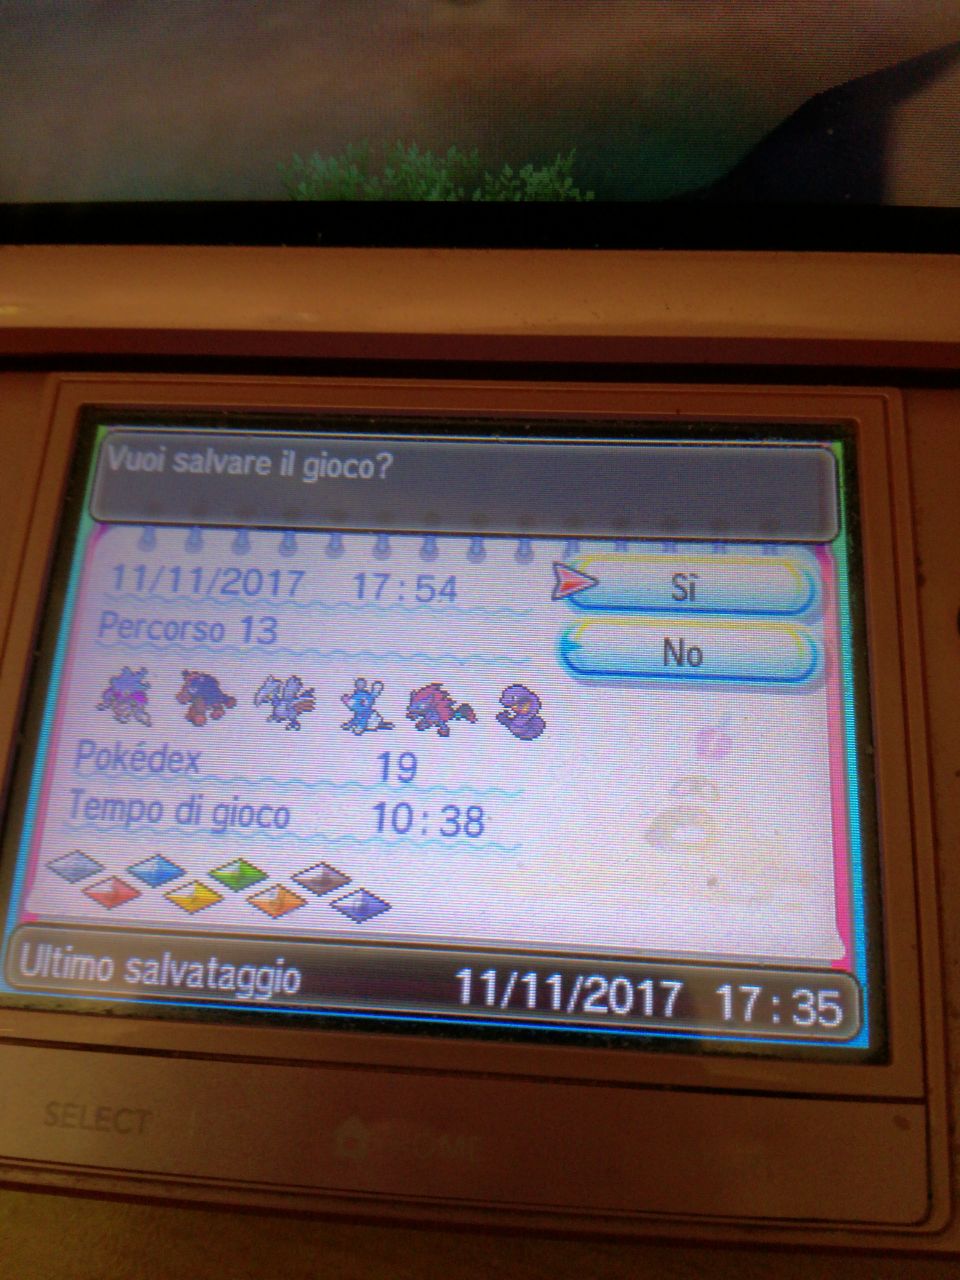 Vuoi salvare il gioco?
11/11/2017 17:54
Sì
Percorso 13
No
Pokédex 19
Tempo di gioco 10:38
Ultimo salvataggio 11/11/2017 17:35
SELECT
HOME